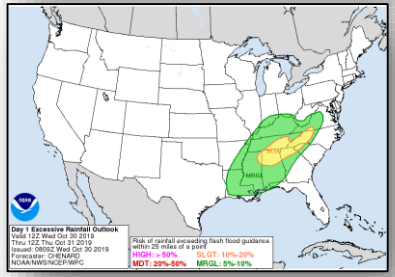 SLGT
MRGL
NOAA
Day 1 Excessive Rainfall Outlook
Valid 12Z Wed Oct 30 2019
Thru 12Z Thu Oct 31 2019
Issued: 0809Z Wed Oct 30 2019
Forecaster: CHENARD
NOAA/NWS/NCEP/WPC
Risk of rainfall exceeding flash flood guidance
within 25 miles of a point
HIGH: > 50% SLGT: 10%-20%
MDT: 20%-50% MRGL: 5%-10%